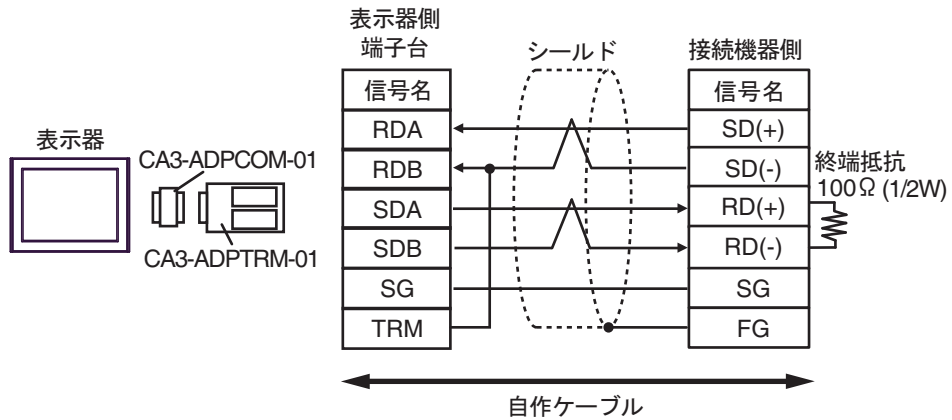 表示器
CA3-ADPCOM-01
CA3-ADPTRM-01
表示器側
端子台
信号名
RDA
RDB
SDA
SDB
SG
TRM
シールド
接続機器側
信号名
SD(+)
SD(-)
RD(+)
RD(-)
SG
FG
終端抵抗
100Ω (1/2W)
自作ケーブル